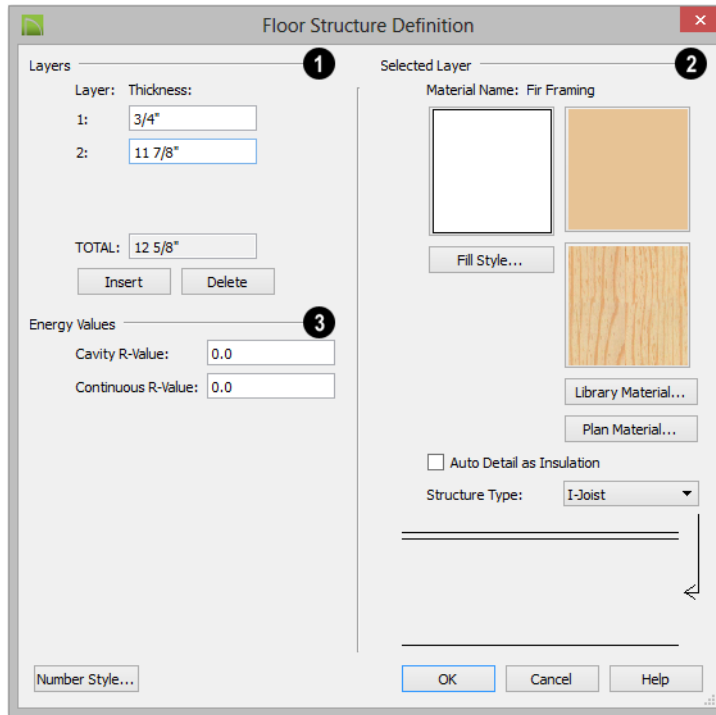 Floor Structure Definition
Layers 1
Layer: Thickness:
1: 3/4"
2: 11 7/8"
TOTAL: 12 5/8"
Insert Delete
Energy Values 3
Cavity R-Value: 0.0
Continuous R-Value: 0.0
Selected Layer 2
Material Name: Fir Framing
Fill Style...
Library Material...
Plan Material...
Auto Detail as Insulation
Structure Type: I-Joist
Number Style... OK Cancel Help